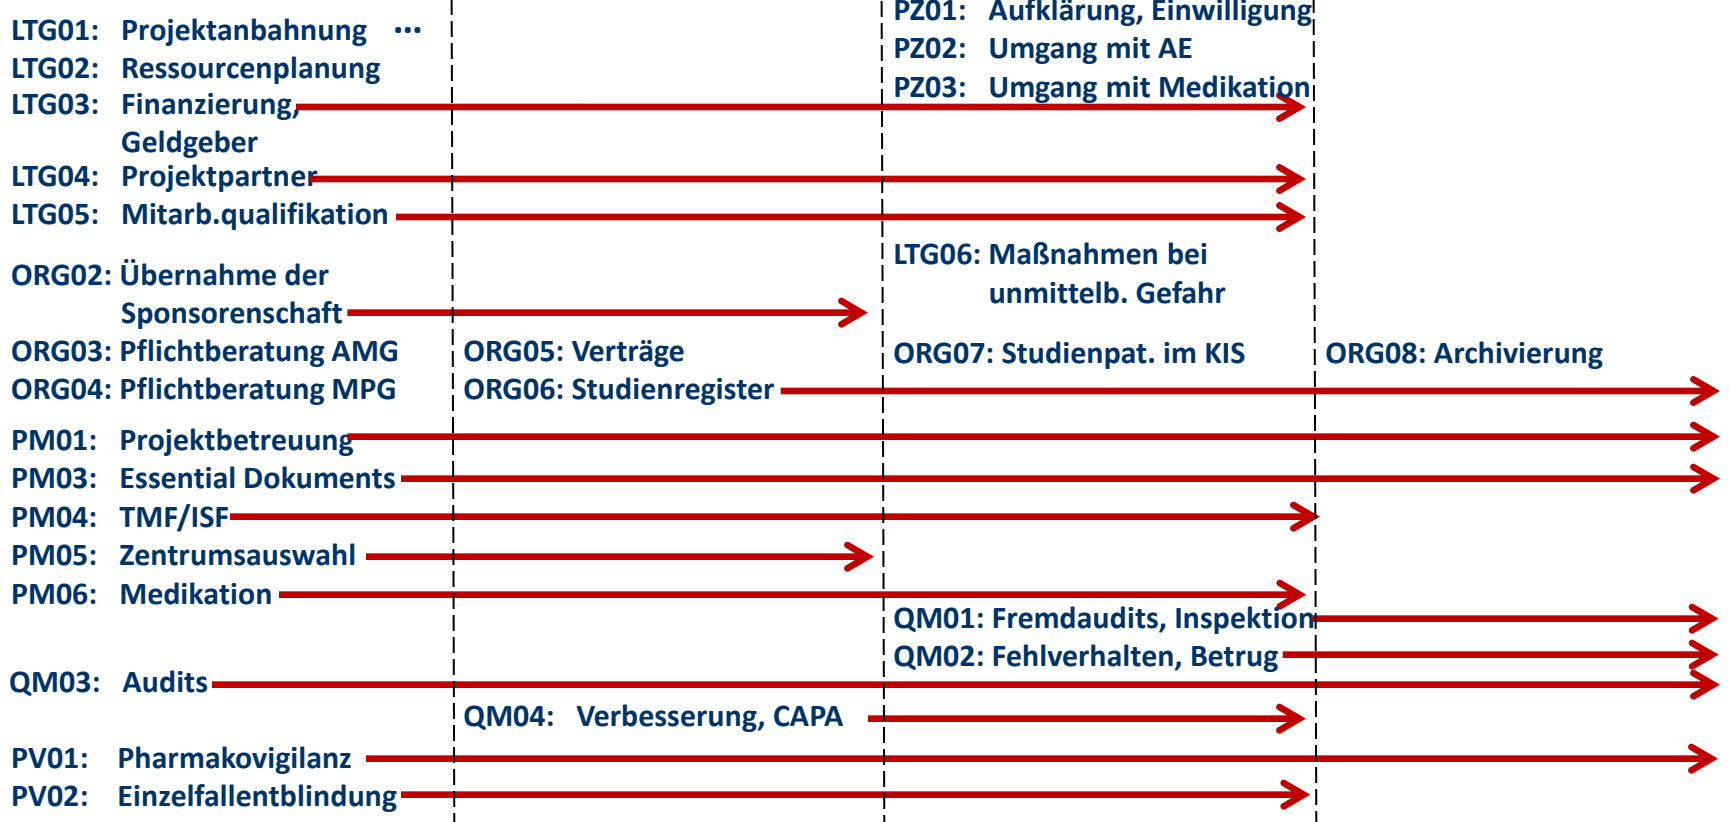 PZ01: Aufklärung, Einwilligung
LTG01: Projektanbahnung ...
PZ02: Umgang mit AE
LTG02: Ressourcenplanung
PZ03: Umgang mit Medikation
LTG03: Finanzierung,
Geldgeber
LTG04: Projektpartner
LTG05: Mitarb.qualifikation
LTG06: Maßnahmen bei
unmittelb. Gefahr
ORG02: Übernahme der
Sponsorenschaft
ORG03: Pflichtberatung AMG
ORG05: Verträge
ORG07: Studienpat. im KIS
ORG08: Archivierung
ORG04: Pflichtberatung MPG
ORG06: Studienregister
PM01: Projektbetreuung
PM03: Essential Dokuments
PM04: TMF/ISF
PM05: Zentrumsauswahl
PM06: Medikation
QM01: Fremdaudits, Inspektion
QM02: Fehlverhalten, Betrug
QM03: Audits
QM04: Verbesserung, CAPA
PV01: Pharmakovigilanz
PV02: Einzelfallentblindung